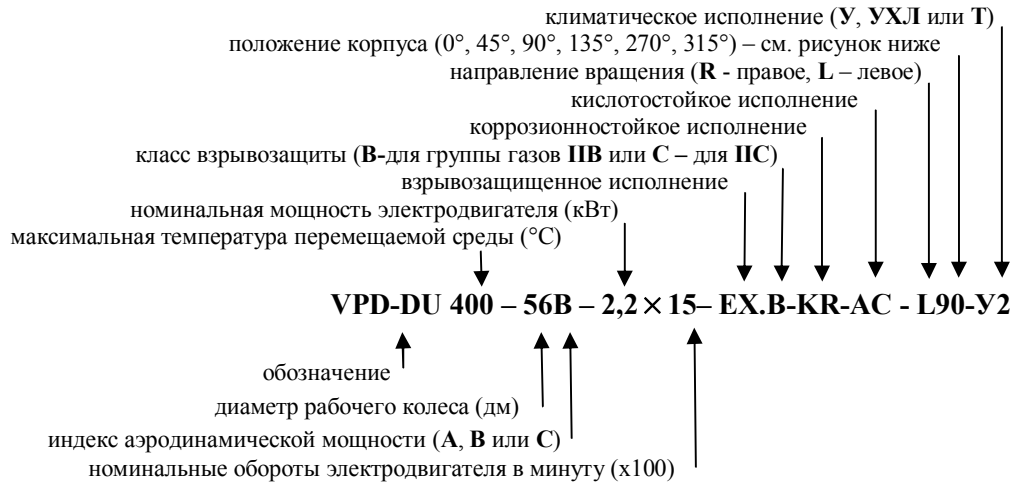 климатическое исполнение (У, УХЛ или Т)
положение корпуса (0°, 45°, 90°, 135°, 270°, 315°) – см. рисунок ниже
направление вращения (R - правое, L – левое)
кислотостойкое исполнение
коррозионностойкое исполнение
класс взрывозащиты (В-для группы газов IIВ или С – для IIС)
взрывозащищенное исполнение
номинальная мощность электродвигателя (кВт)
максимальная температура перемещаемой среды (°С)
VPD-DU 400 – 56В – 2,2 × 15– EX.B-KR-AC - L90-У2
обозначение
диаметр рабочего колеса (дм)
индекс аэродинамической мощности (А, В или С)
номинальные обороты электродвигателя в минуту (х100)